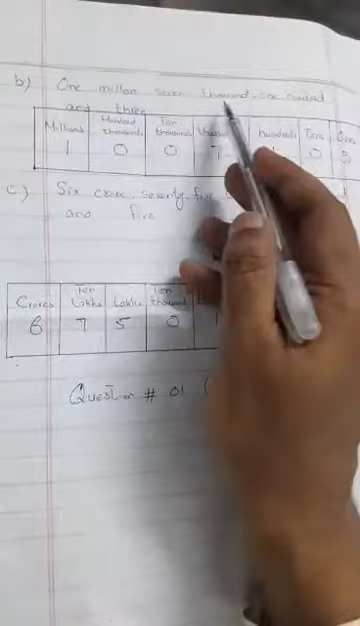 b) One million seven thousand, one hundred
and three
Millions Hundred thousands Ten thousands thousands hundreds Tens Ones
1 0 0 7 0 3
c) Six crore, seventy five
and five
Crores Ten Lakhs Lakhs Ten thousand
6 7 5 0 1
Question # 01